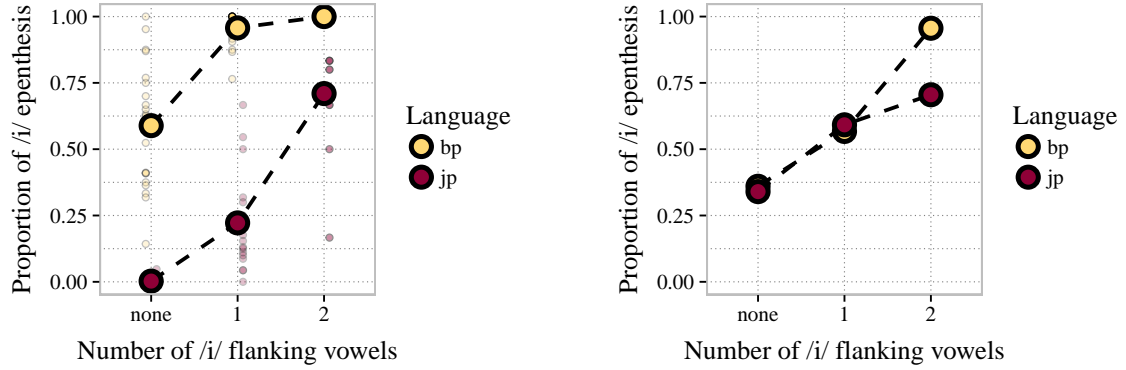 Proportion of /i/ epenthesis
1.00
0.75
0.50
0.25
0.00
none 1 2
Number of /i/ flanking vowels
Language
bp
jp
Proportion of /i/ epenthesis
1.00
0.75
0.50
0.25
0.00
none 1 2
Number of /i/ flanking vowels
Language
bp
jp